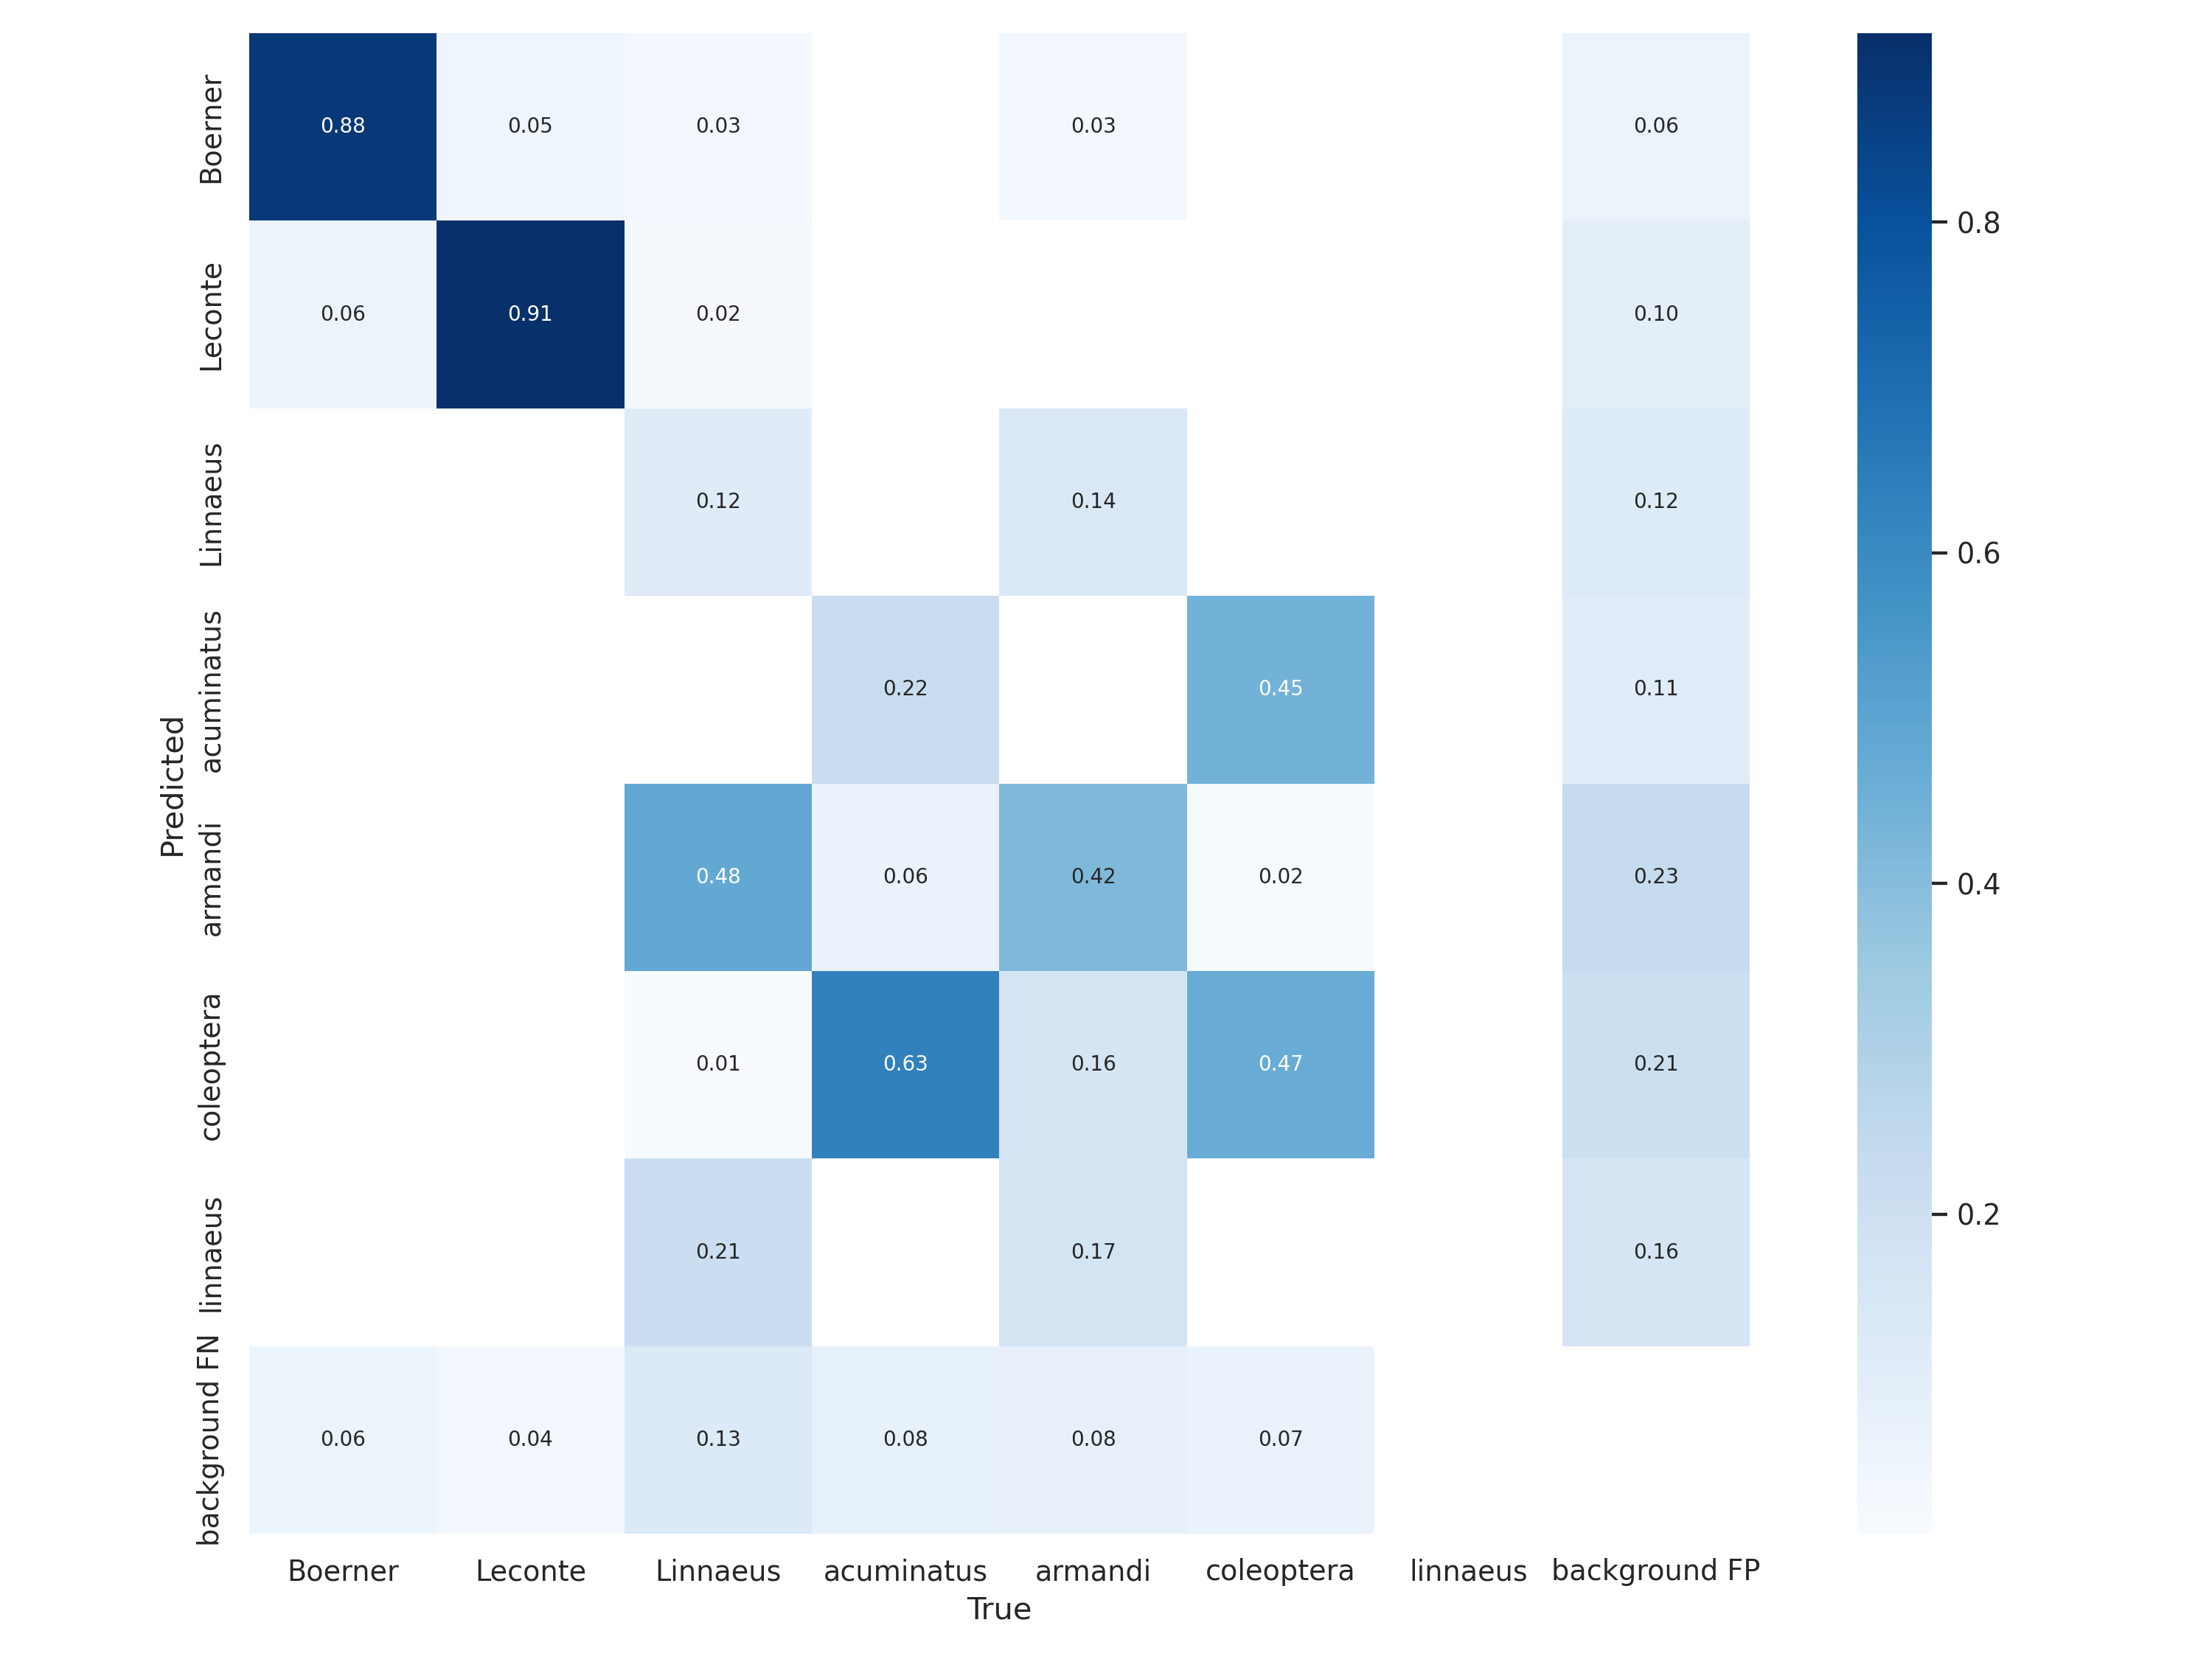 Predicted
Boerner 0.88 0.05 0.03 0.03 0.06
Leconte 0.06 0.91 0.02 0.10
Linnaeus 0.12 0.14 0.12
acuminatus 0.22 0.45 0.11
armandi 0.48 0.06 0.42 0.02 0.23
coleoptera 0.01 0.63 0.16 0.47 0.21
linnaeus 0.21 0.17 0.16
background FN 0.06 0.04 0.13 0.08 0.08 0.07
Boerner Leconte Linnaeus acuminatus armandi coleoptera linnaeus background FP
True
0.8
0.6
0.4
0.2